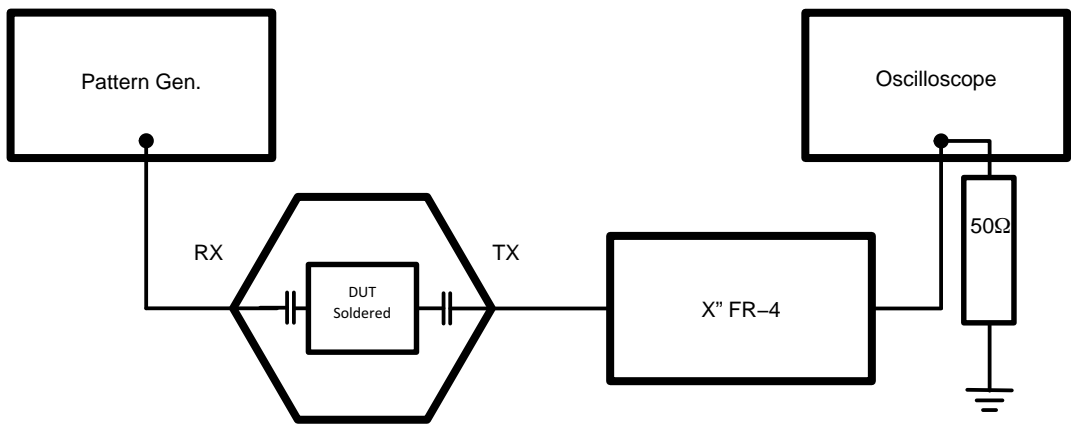 Pattern Gen.
Oscilloscope
50Ω
RX
TX
DUT
Soldered
X” FR−4